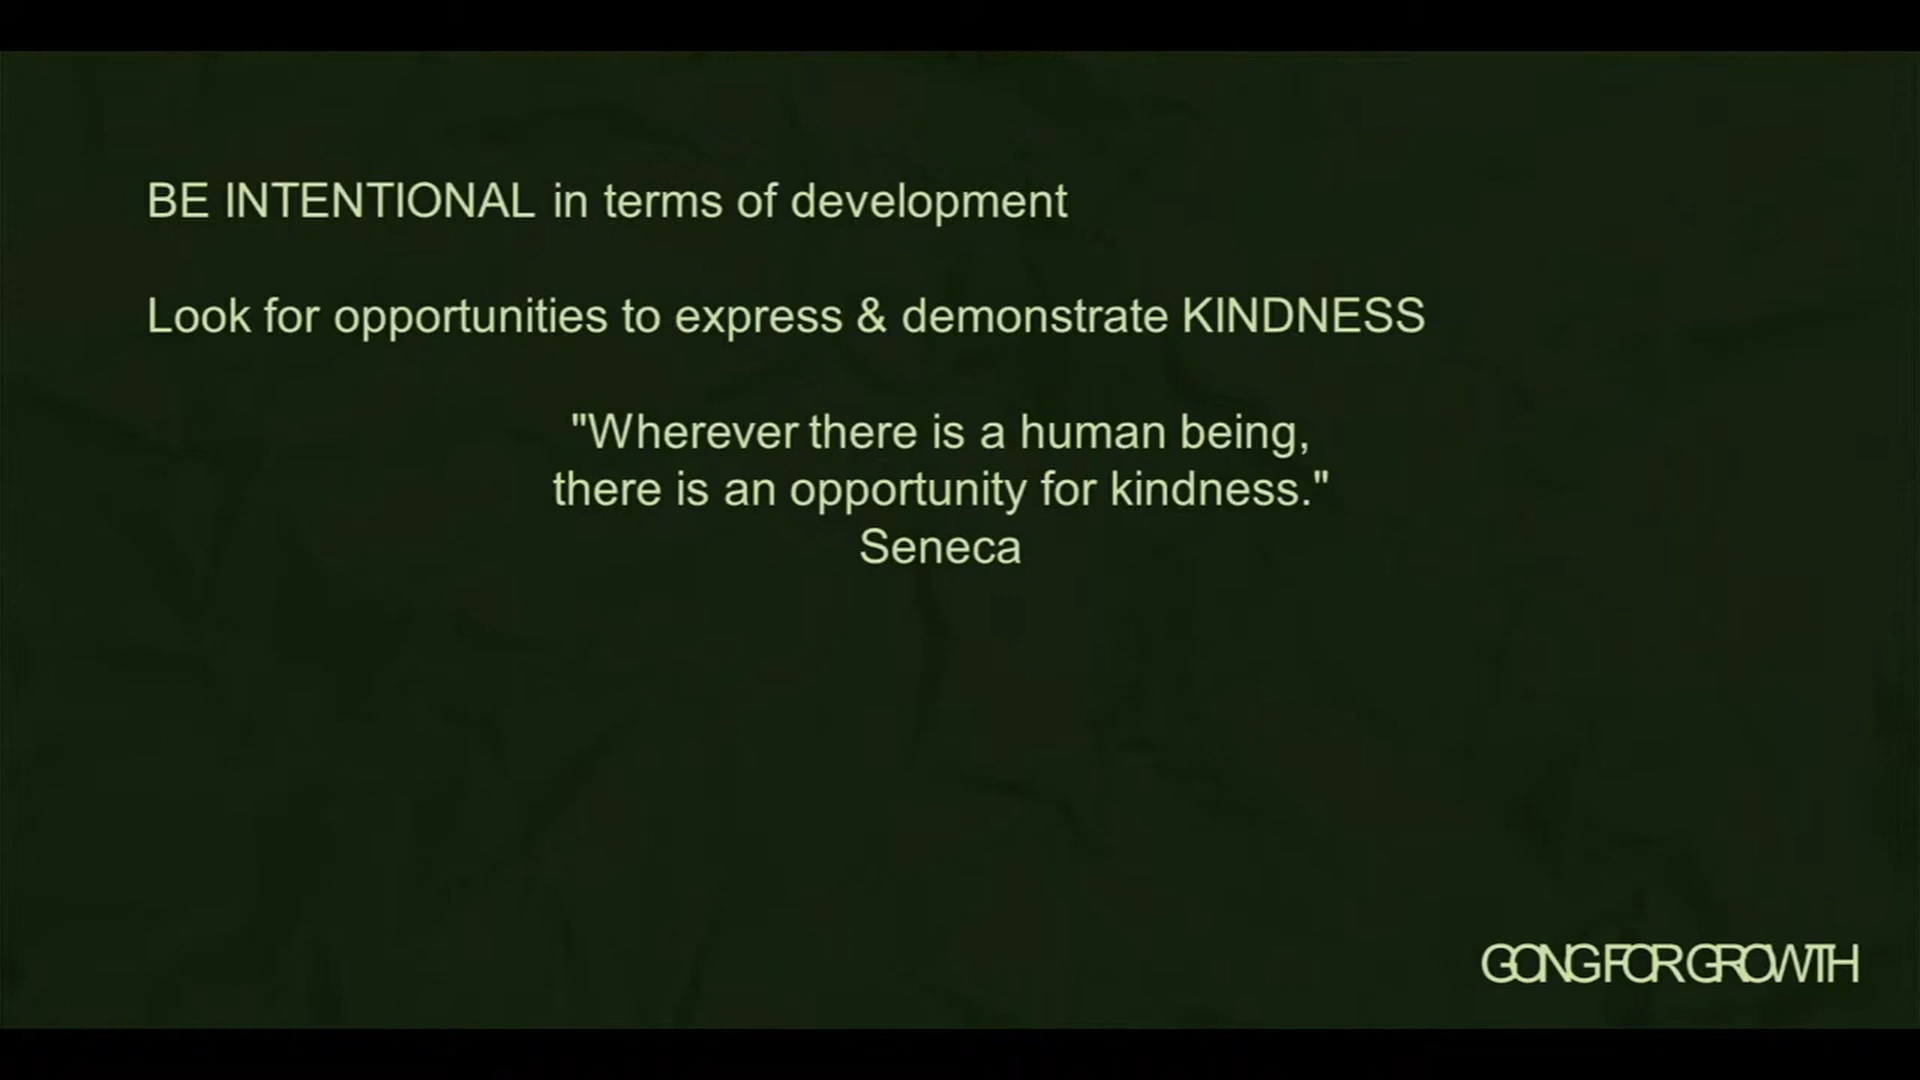 BE INTENTIONAL in terms of development
Look for opportunities to express & demonstrate KINDNESS
"Wherever there is a human being,
there is an opportunity for kindness."
Seneca
GOING FOR GROWTH